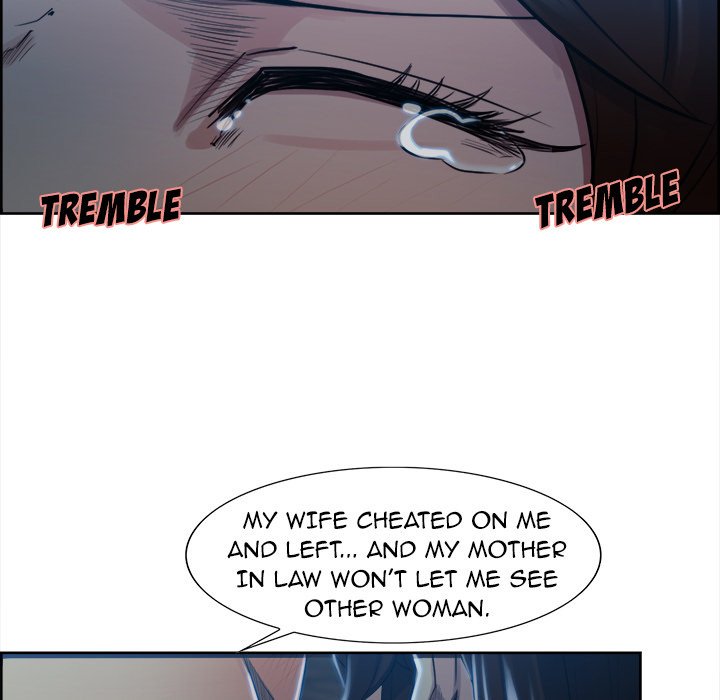 TREMBLE
TREMBLE
MY WIFE CHEATED ON ME
AND LEFT... AND MY MOTHER
IN LAW WON'T LET ME SEE
OTHER WOMAN.